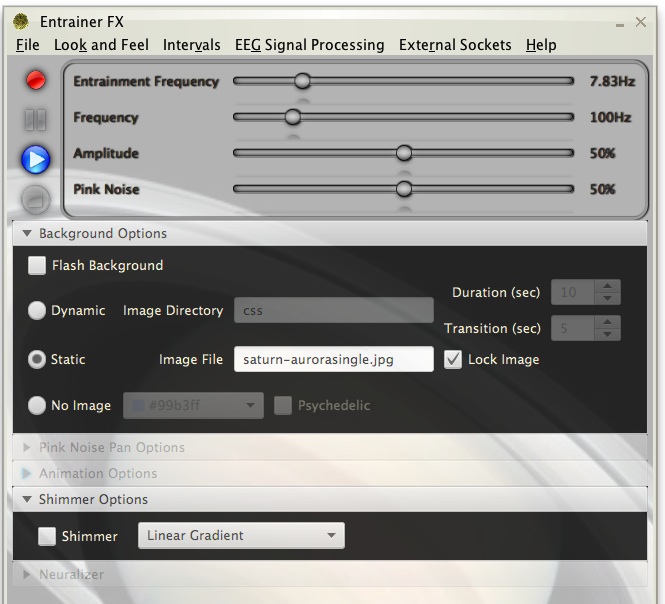 Entrainer FX
File Look and Feel Intervals EEG Signal Processing External Sockets Help
Entrainment Frequency 7.83Hz
Frequency 100Hz
Amplitude 50%
Pink Noise 50%
Background Options
Flash Background
Duration (sec) 10
Dynamic Image Directory css
Transition (sec) 5
Static Image File saturn-aurorasingle.jpg Lock Image
No Image #99b3ff Psychedelic
Pink Noise Pan Options
Animation Options
Shimmer Options
Shimmer Linear Gradient
Neuralizer